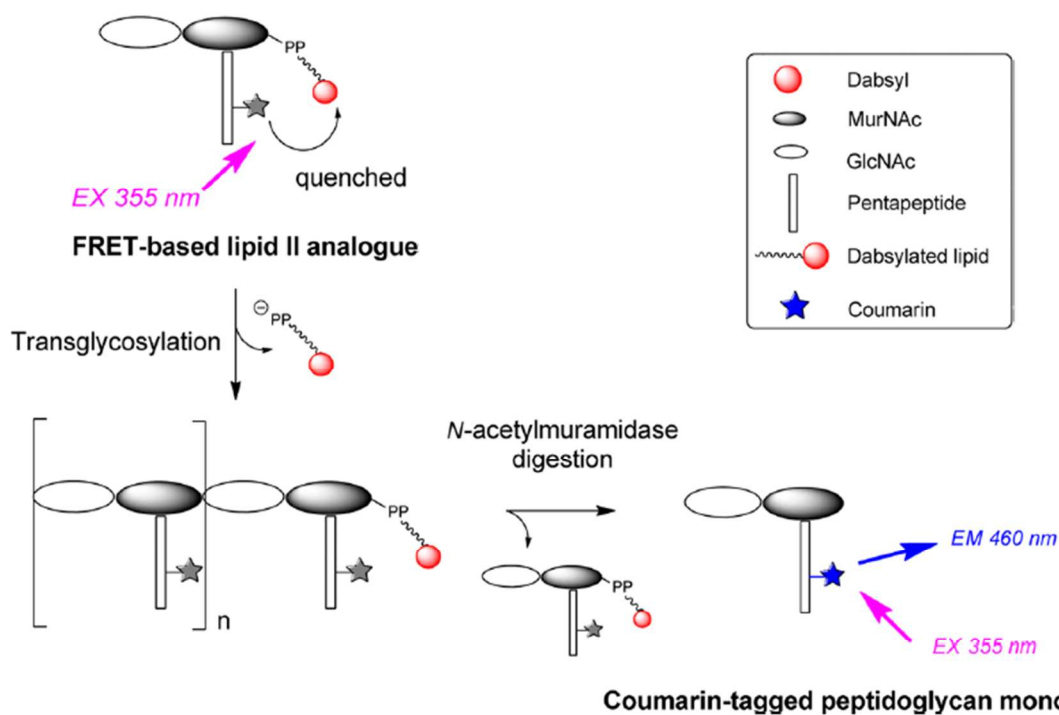 PP
quenched
EX 355 nm
FRET-based lipid II analogue
Dabsyl
MurNAc
GlcNAc
Pentapeptide
Dabsylated lipid
Coumarin
Transglycosylation
⊖
PP
N-acetylmuramidase
digestion
PP
n
PP
EM 460 nm
EX 355 nm
Coumarin-tagged peptidoglycan mono